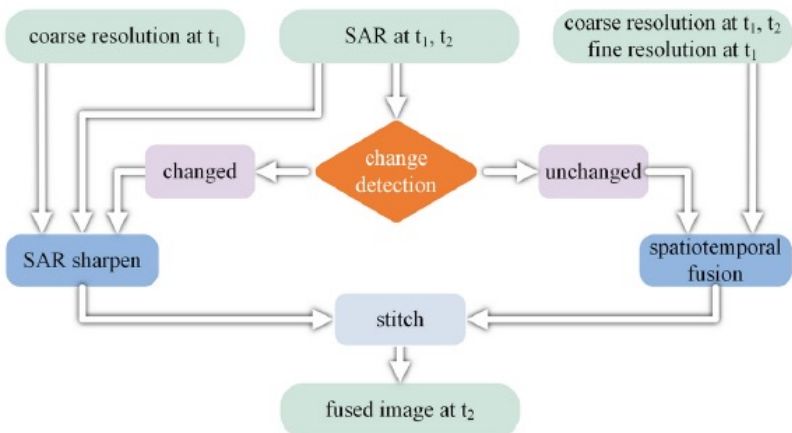 coarse resolution at t₁
SAR at t₁, t₂
coarse resolution at t₁, t₂
fine resolution at t₁
changed
change
detection
unchanged
SAR sharpen
spatiotemporal
fusion
stitch
fused image at t₂